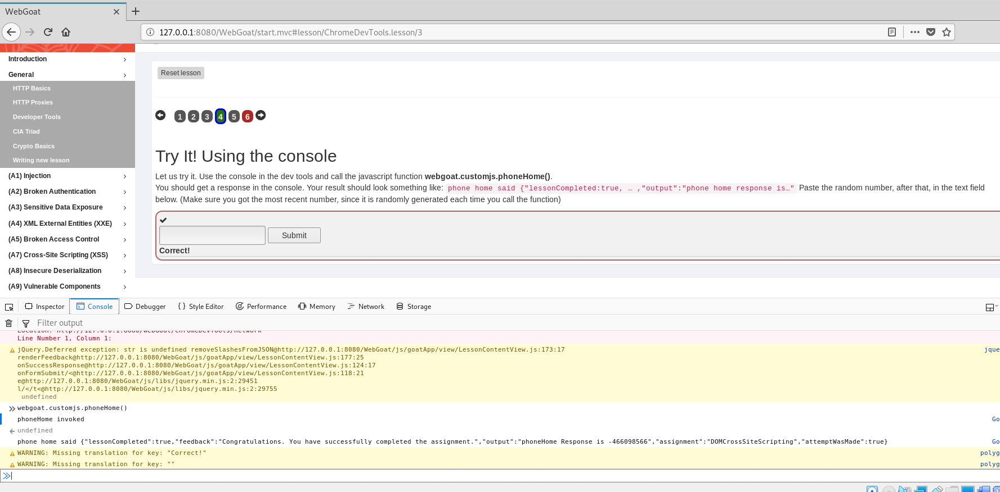 WebGoat
127.0.0.1:8080/WebGoat/start.mvc#lesson/ChromeDevTools.lesson/3
Introduction
General
HTTP Basics
HTTP Proxies
Developer Tools
CIA Triad
Crypto Basics
Writing new lesson
(A1) Injection
(A2) Broken Authentication
(A3) Sensitive Data Exposure
(A4) XML External Entities (XXE)
(A5) Broken Access Control
(A7) Cross-Site Scripting (XSS)
(A8) Insecure Deserialization
(A9) Vulnerable Components
Reset lesson
1 2 3 4 5 6
Try It! Using the console
Let us try it. Use the console in the dev tools and call the javascript function webgoat.customjs.phoneHome().
You should get a response in the console. Your result should look something like: phone home said {"lessonCompleted:true, … ,"output":"phone home response is…" Paste the random number, after that, in the text field
below. (Make sure you got the most recent number, since it is randomly generated each time you call the function)
Submit
Correct!
Inspector Console Debugger {} Style Editor Performance Memory Network Storage
Filter output
Location: http://127.0.0.1:8080/WebGoat/ChromeDevTools/network
Line Number 1, Column 1:
jQuery.Deferred exception: str is undefined removeSlashesFromJSON@http://127.0.0.1:8080/WebGoat/js/goatApp/view/LessonContentView.js:173:17 jque
renderFeedback@http://127.0.0.1:8080/WebGoat/js/goatApp/view/LessonContentView.js:177:25
onSuccessResponse@http://127.0.0.1:8080/WebGoat/js/goatApp/view/LessonContentView.js:124:17
onFormSubmit/<@http://127.0.0.1:8080/WebGoat/js/goatApp/view/LessonContentView.js:118:21
e@http://127.0.0.1:8080/WebGoat/js/libs/jquery.min.js:2:29451
l/</t<@http://127.0.0.1:8080/WebGoat/js/libs/jquery.min.js:2:29755
undefined
webgoat.customjs.phoneHome()
phoneHome invoked Go
undefined
phone home said {"lessonCompleted":true,"feedback":"Congratulations. You have successfully completed the assignment.","output":"phoneHome Response is -466098566","assignment":"DOMCrossSiteScripting","attemptWasMade":true} Go
WARNING: Missing translation for key: "Correct!" polyg
WARNING: Missing translation for key: "" polyg